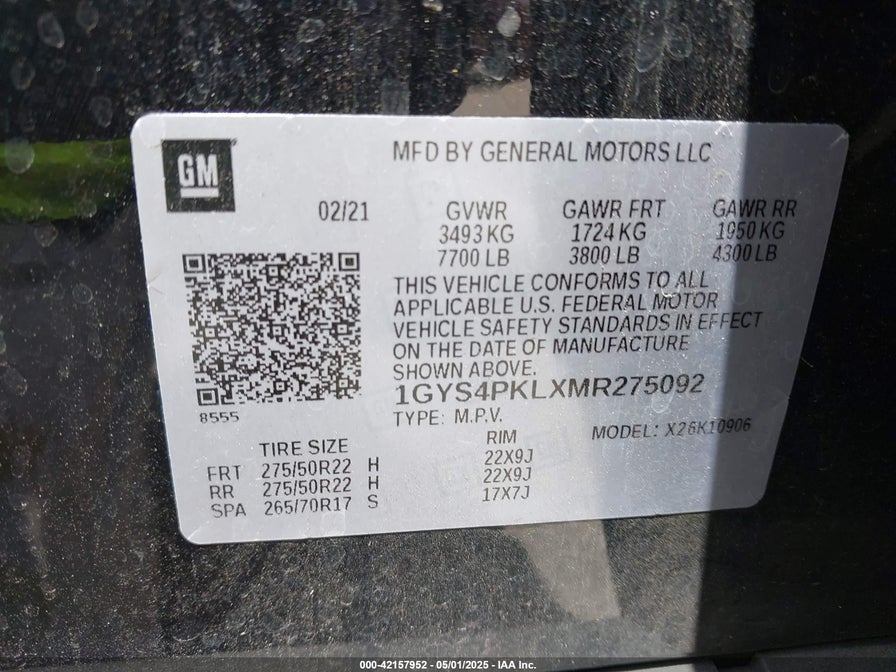 GM
MFD BY GENERAL MOTORS LLC
02/21
GVWR GAWR FRT GAWR RR
3493 KG 1724 KG 1950 KG
7700 LB 3800 LB 4300 LB
THIS VEHICLE CONFORMS TO ALL
APPLICABLE U.S. FEDERAL MOTOR
VEHICLE SAFETY STANDARDS IN EFFECT
ON THE DATE OF MANUFACTURE
SHOWN ABOVE.
1GYS4PKLXMR275092
8555
TYPE: M.P.V.
MODEL: X26K10906
TIRE SIZE RIM
FRT 275/50R22 H 22X9J
RR 275/50R22 H 22X9J
SPA 265/70R17 S 17X7J
000-42157952 - 05/01/2025 - IAA Inc.